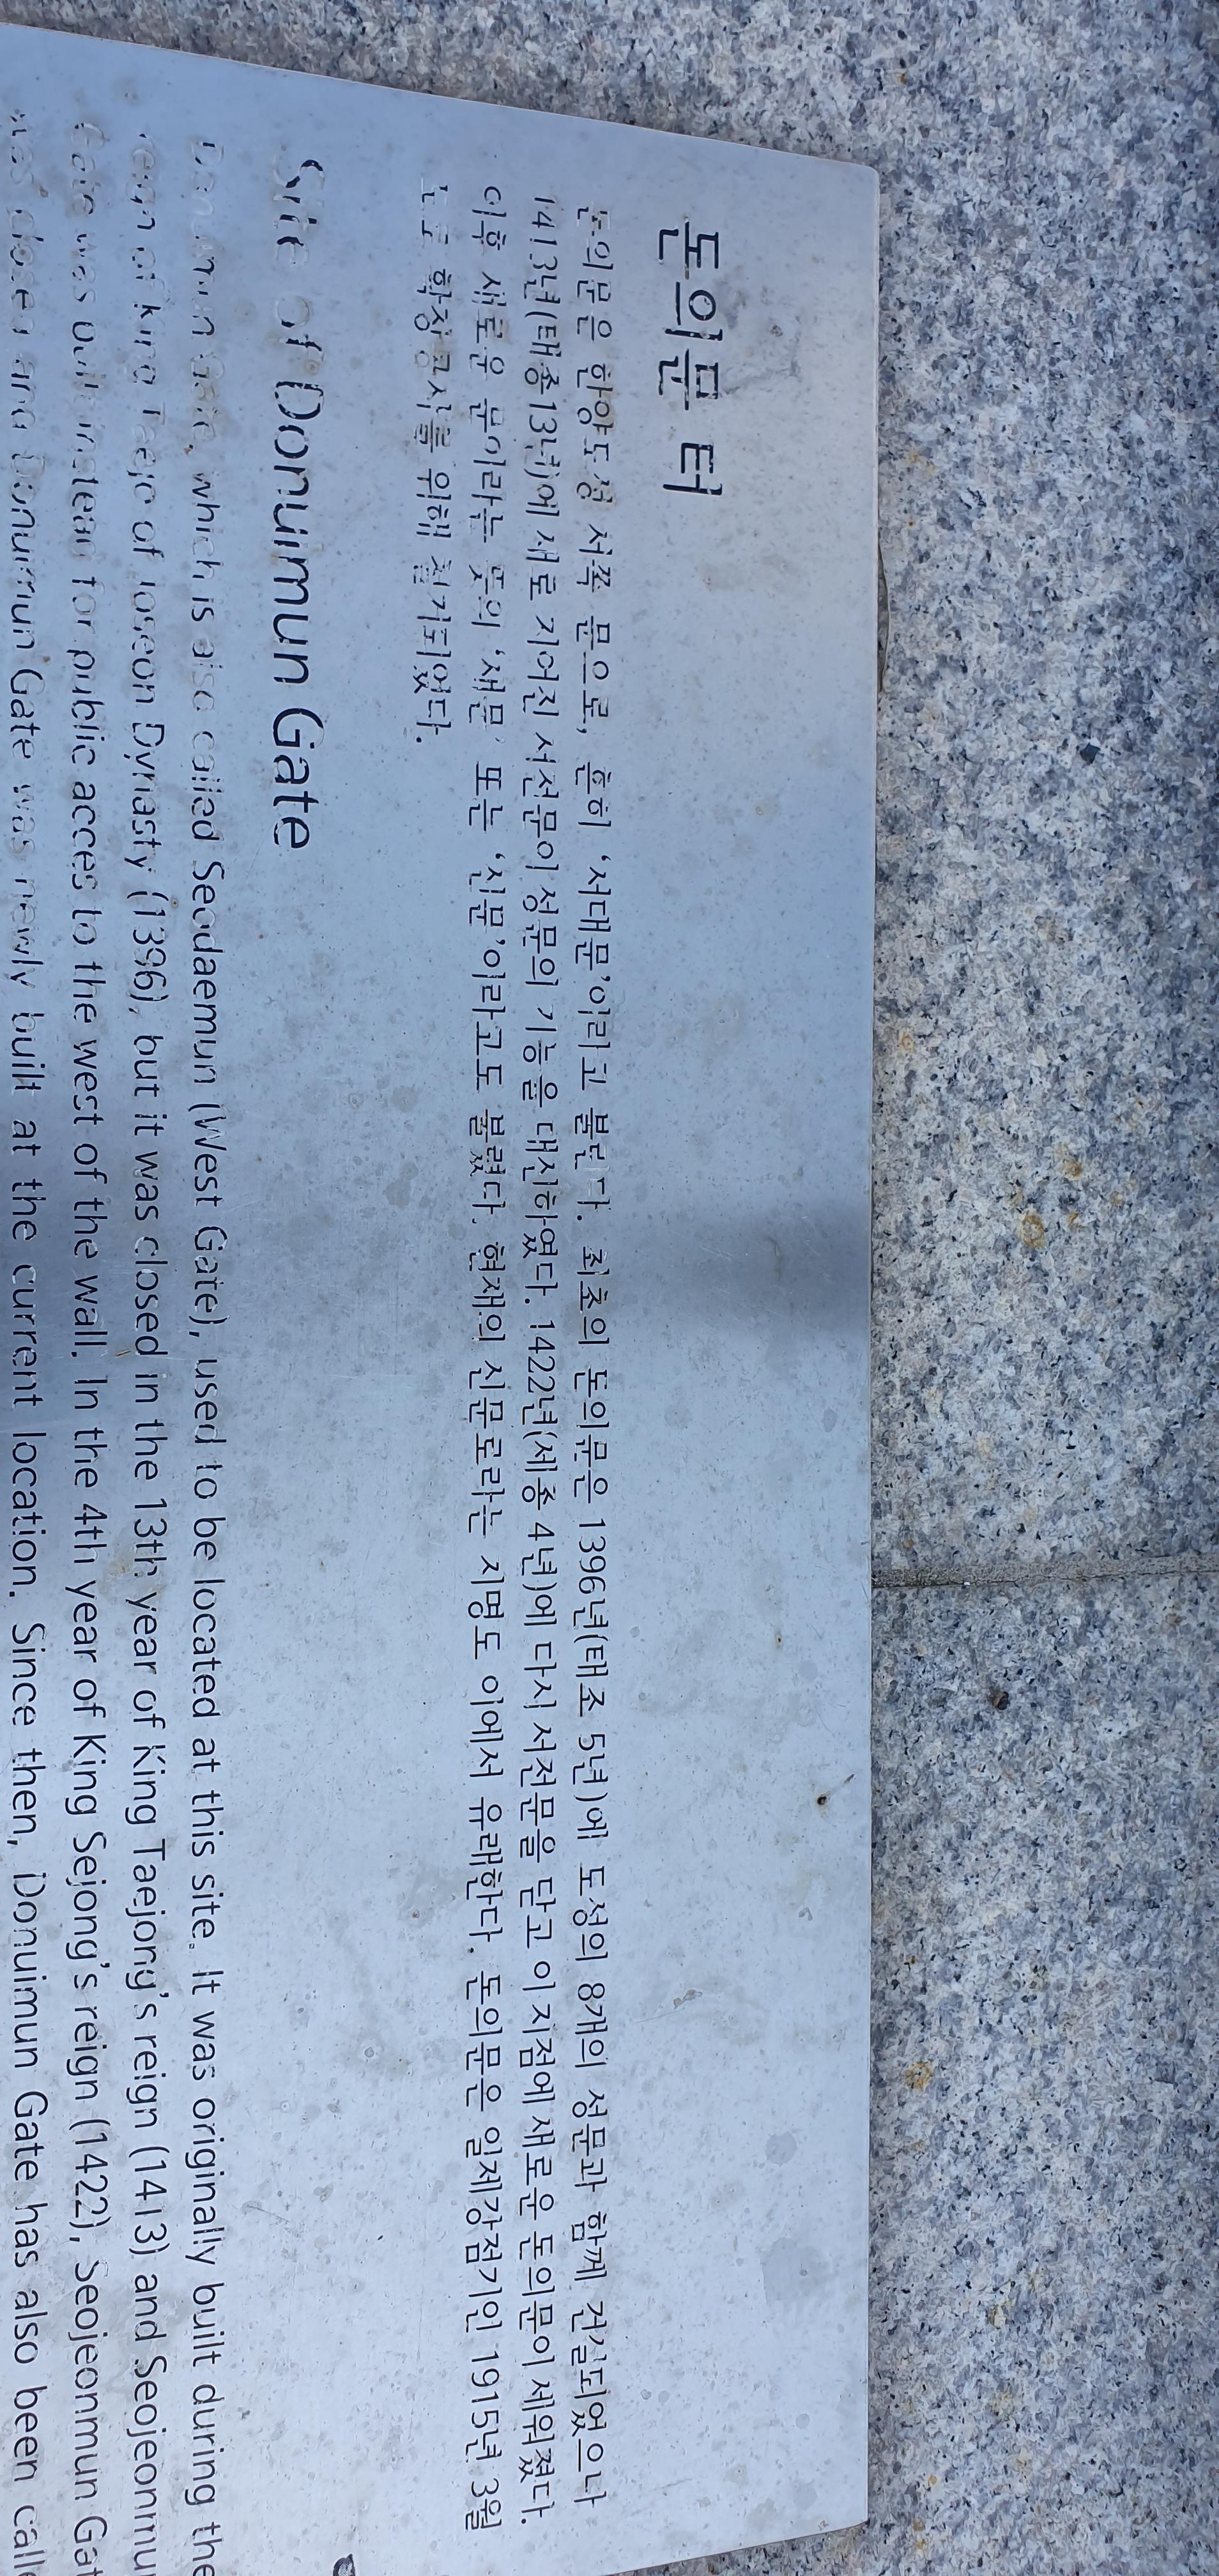 돈의문 터
돈의문은 한양도성 서쪽 문으로, 흔히 '서대문'이라고 불린다. 최초의 돈의문은 1396년(태조 5년)에 도성의 8개의 성문과 함께 건설되었으나
1413년(태종13년)에 새로 지어진 서전문이 성문의 기능을 대신하였다. 1422년(세종 4년)에 다시 서전문을 닫고 이 지점에 새로운 돈의문이 세워졌다.
이후 새로운 문이라는 뜻의 '새문' 또는 '신문'이라고도 불렸다. 현재의 신문로라는 지명도 이에서 유래한다. 돈의문은 일제강점기인 1915년 3월
도로 확장 공사를 위해 철거되었다.
Site of Donuimun Gate
Donuimun Gate, which is also called Seodaemun (West Gate), used to be located at this site. It was originally built during the
reign of King Taejo of Joseon Dynasty (1396), but it was closed in the 13th year of King Taejong's reign (1413) and Seojeonmun
Gate was built instead for public acces to the west of the wall. In the 4th year of King Sejong's reign (1422), Seojeonmun Gate
was closed and Donuimun Gate was newly built at the current location. Since then, Donuimun Gate has also been called